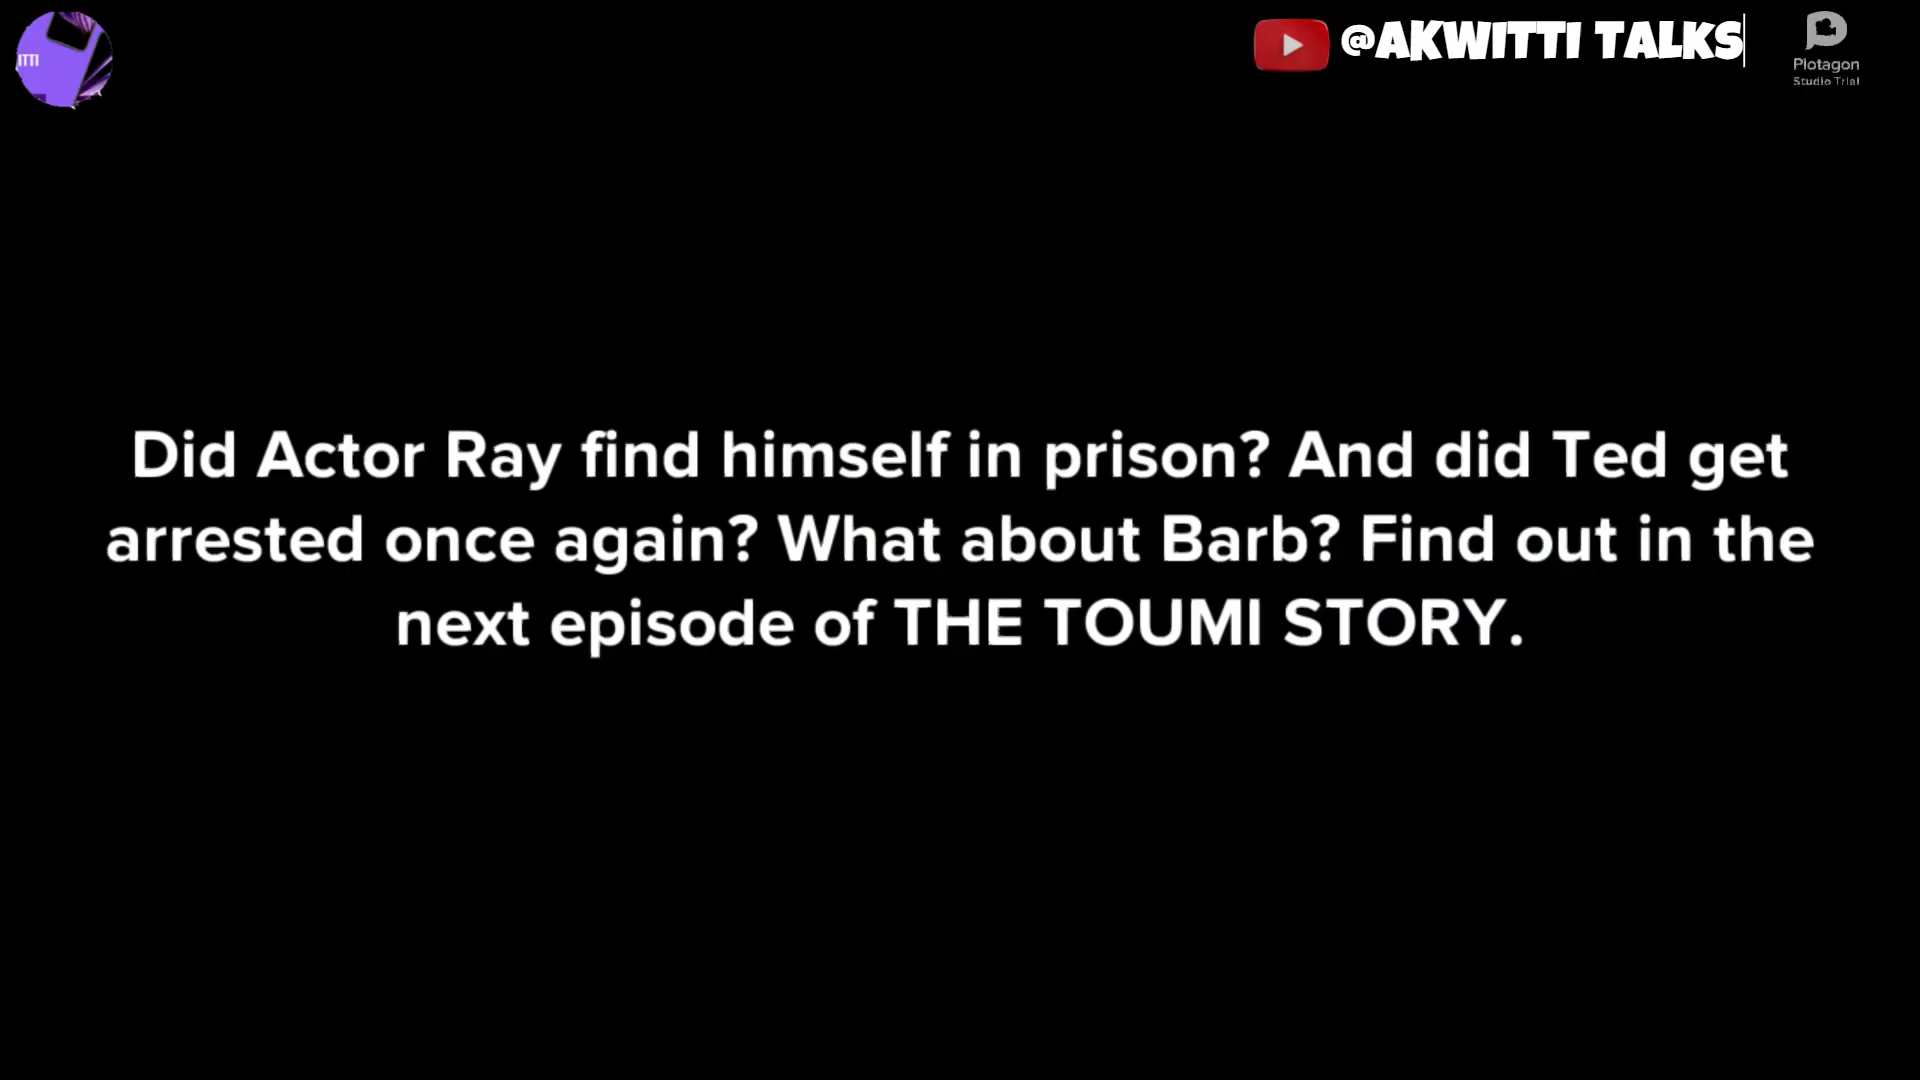 ITTI
@AKWITTI TALKS
Plotagon
Studio Trial
Did Actor Ray find himself in prison? And did Ted get
arrested once again? What about Barb? Find out in the
next episode of THE TOUMI STORY.